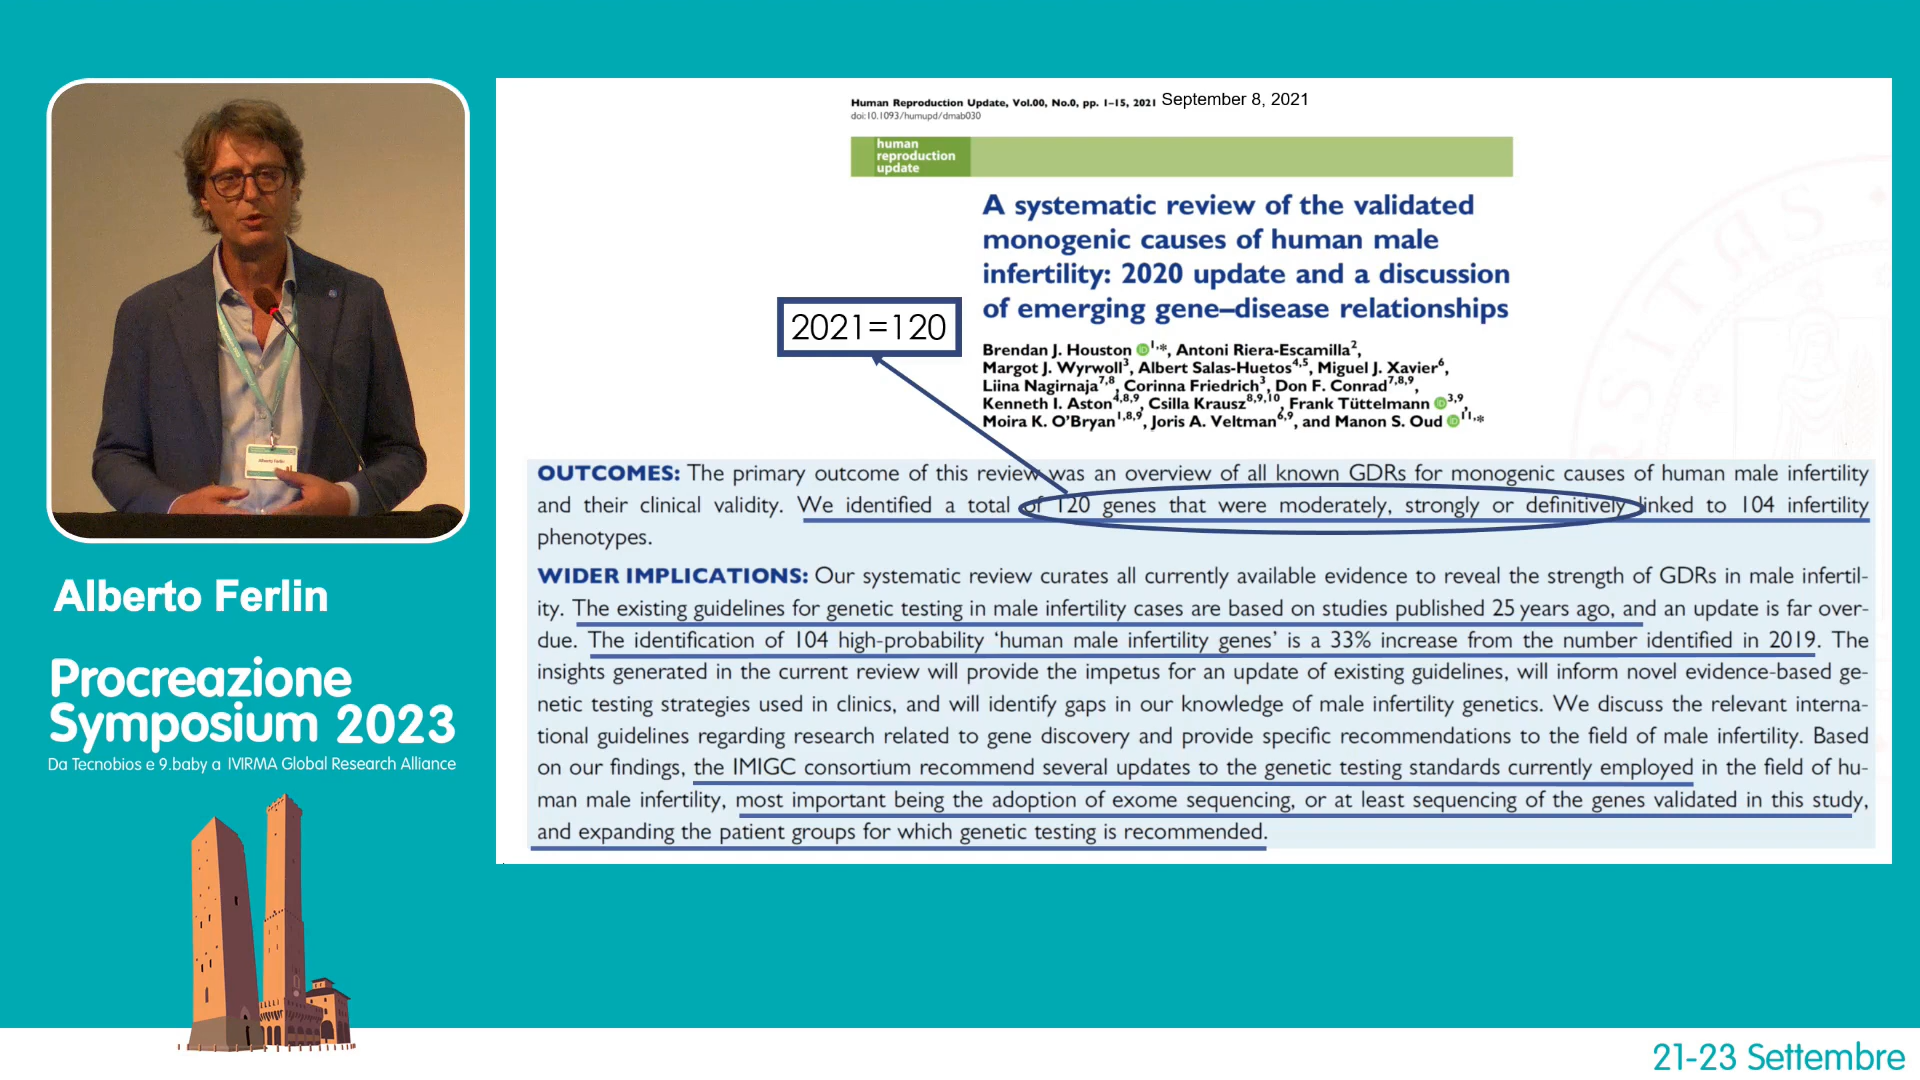 Human Reproduction Update, Vol.00, No.0, pp. 1–15, 2021 September 8, 2021
doi:10.1093/humupd/dmab030
human
reproduction
update
A systematic review of the validated
monogenic causes of human male
infertility: 2020 update and a discussion
of emerging gene–disease relationships
2021=120
Brendan J. Houston 1,*, Antoni Riera-Escamilla2,
Margot J. Wyrwoll3, Albert Salas-Huetos4,5, Miguel J. Xavier6,
Liina Nagirnaja7,8, Corinna Friedrich3, Don F. Conrad7,8,9,
Kenneth I. Aston4,8,9, Csilla Krausz8,9,10, Frank Tüttelmann 3,9,
Moira K. O'Bryan1,8,9, Joris A. Veltman6,9, and Manon S. Oud 11,*
OUTCOMES: The primary outcome of this review was an overview of all known GDRs for monogenic causes of human male infertility
and their clinical validity. We identified a total of 120 genes that were moderately, strongly or definitively linked to 104 infertility
phenotypes.
WIDER IMPLICATIONS: Our systematic review curates all currently available evidence to reveal the strength of GDRs in male infertil-
ity. The existing guidelines for genetic testing in male infertility cases are based on studies published 25 years ago, and an update is far over-
due. The identification of 104 high-probability 'human male infertility genes' is a 33% increase from the number identified in 2019. The
insights generated in the current review will provide the impetus for an update of existing guidelines, will inform novel evidence-based ge-
netic testing strategies used in clinics, and will identify gaps in our knowledge of male infertility genetics. We discuss the relevant interna-
tional guidelines regarding research related to gene discovery and provide specific recommendations to the field of male infertility. Based
on our findings, the IMIGC consortium recommend several updates to the genetic testing standards currently employed in the field of hu-
man male infertility, most important being the adoption of exome sequencing, or at least sequencing of the genes validated in this study,
and expanding the patient groups for which genetic testing is recommended.
Alberto Ferlin
Alberto Ferlin
Procreazione
Symposium 2023
Da Tecnobios e 9.baby a IVIRMA Global Research Alliance
21-23 Settembre